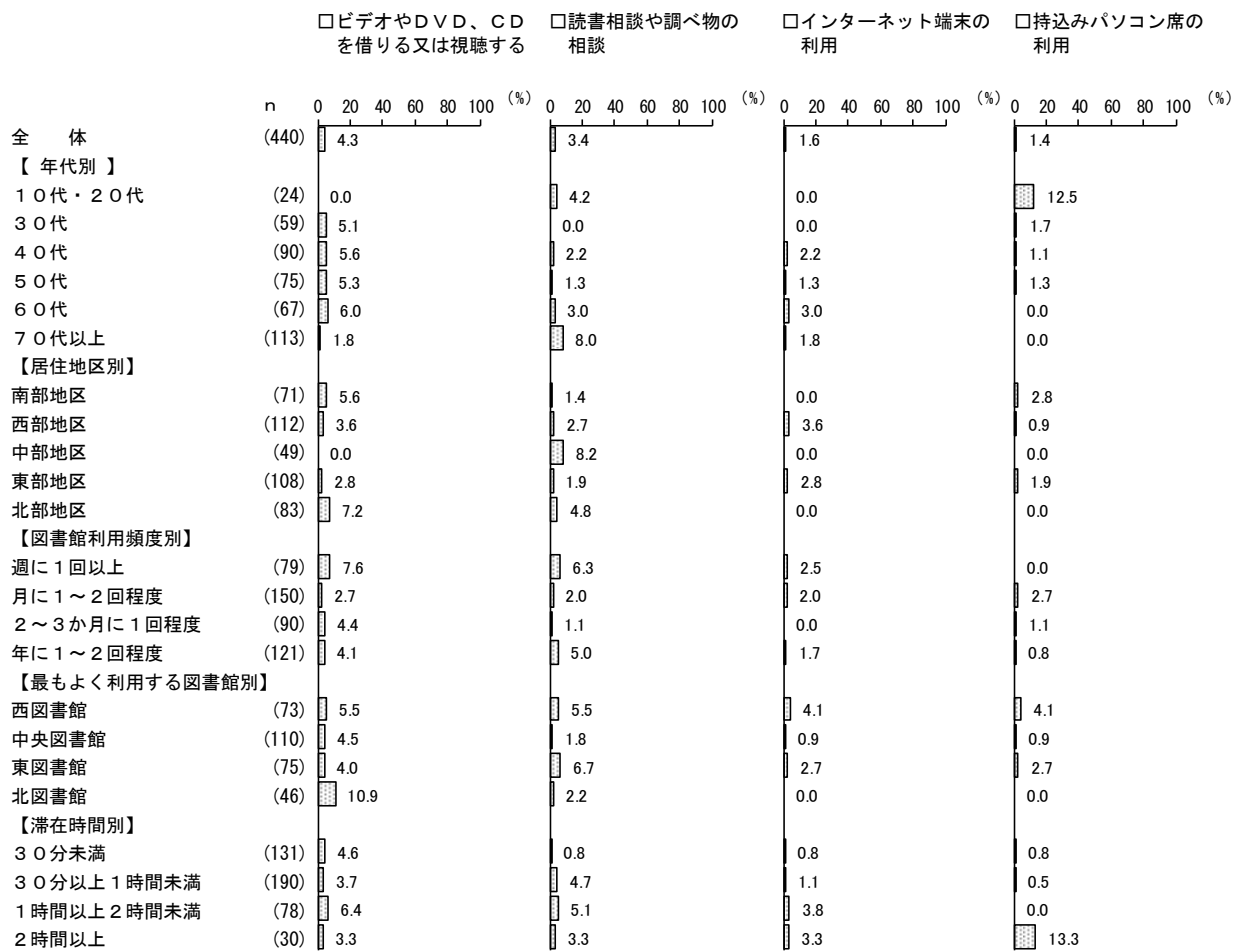 □ビデオやＤＶＤ、ＣＤ □読書相談や調べ物の □インターネット端末の □持込みパソコン席の
を借りる又は視聴する 相談 利用 利用
ｎ 0 20 40 60 80 100 (%) 0 20 40 60 80 100 (%) 0 20 40 60 80 100 (%) 0 20 40 60 80 100 (%)
全　　体 (440) 4.3 3.4 1.6 1.4
【 年代別 】
１０代・２０代 (24) 0.0 4.2 0.0 12.5
３０代 (59) 5.1 0.0 0.0 1.7
４０代 (90) 5.6 2.2 2.2 1.1
５０代 (75) 5.3 1.3 1.3 1.3
６０代 (67) 6.0 3.0 3.0 0.0
７０代以上 (113) 1.8 8.0 1.8 0.0
【居住地区別】
南部地区 (71) 5.6 1.4 0.0 2.8
西部地区 (112) 3.6 2.7 3.6 0.9
中部地区 (49) 0.0 8.2 0.0 0.0
東部地区 (108) 2.8 1.9 2.8 1.9
北部地区 (83) 7.2 4.8 0.0 0.0
【図書館利用頻度別】
週に１回以上 (79) 7.6 6.3 2.5 0.0
月に１～２回程度 (150) 2.7 2.0 2.0 2.7
２～３か月に１回程度 (90) 4.4 1.1 0.0 1.1
年に１～２回程度 (121) 4.1 5.0 1.7 0.8
【最もよく利用する図書館別】
西図書館 (73) 5.5 5.5 4.1 4.1
中央図書館 (110) 4.5 1.8 0.9 0.9
東図書館 (75) 4.0 6.7 2.7 2.7
北図書館 (46) 10.9 2.2 0.0 0.0
【滞在時間別】
３０分未満 (131) 4.6 0.8 0.8 0.8
３０分以上１時間未満 (190) 3.7 4.7 1.1 0.5
１時間以上２時間未満 (78) 6.4 5.1 3.8 0.0
２時間以上 (30) 3.3 3.3 3.3 13.3